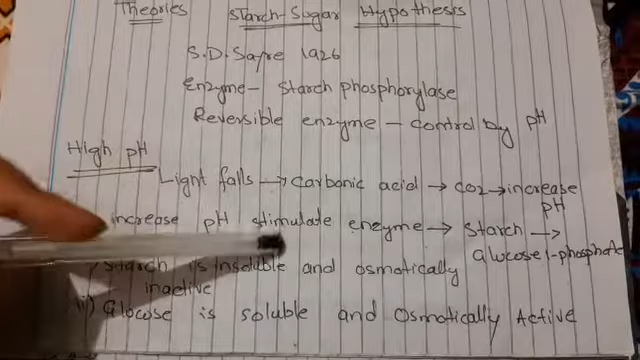 Theories Starch-Sugar Hypothesis
S.D. Sayre 1926
Enzyme- Starch phosphorylase
Reversible enzyme - control by pH
High pH
Light falls → carbonic acid → CO2 → increase
pH
increase pH stimulate enzyme → starch →
Glucose 1-phosphate
Starch is insoluble and osmotically
inactive
ii) Glucose is soluble and osmotically Active